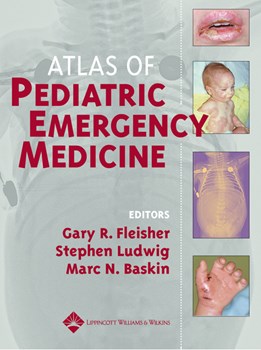 ATLAS OF
PEDIATRIC
EMERGENCY
MEDICINE
EDITORS
Gary R. Fleisher
Stephen Ludwig
Marc N. Baskin
LIPPINCOTT WILLIAMS & WILKINS